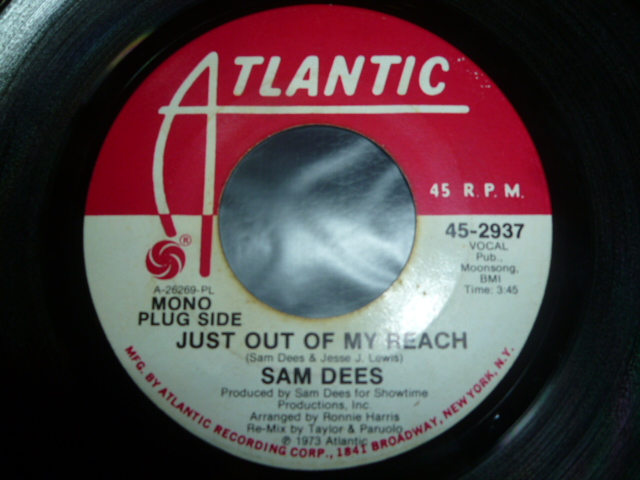 ATLANTIC
45 R.P.M.
45-2937
VOCAL
Pub.,
Moonsong,
BMI
Time: 3:45
®
A-26269-PL
MONO
PLUG SIDE
JUST OUT OF MY REACH
(Sam Dees & Jesse J. Lewis)
SAM DEES
Produced by Sam Dees for Showtime
Productions, Inc.
Arranged by Ronnie Harris
Re-Mix by Taylor & Paruolo
℗ 1973 Atlantic
MFG. BY ATLANTIC RECORDING CORP., 1841 BROADWAY, NEW YORK, N.Y.